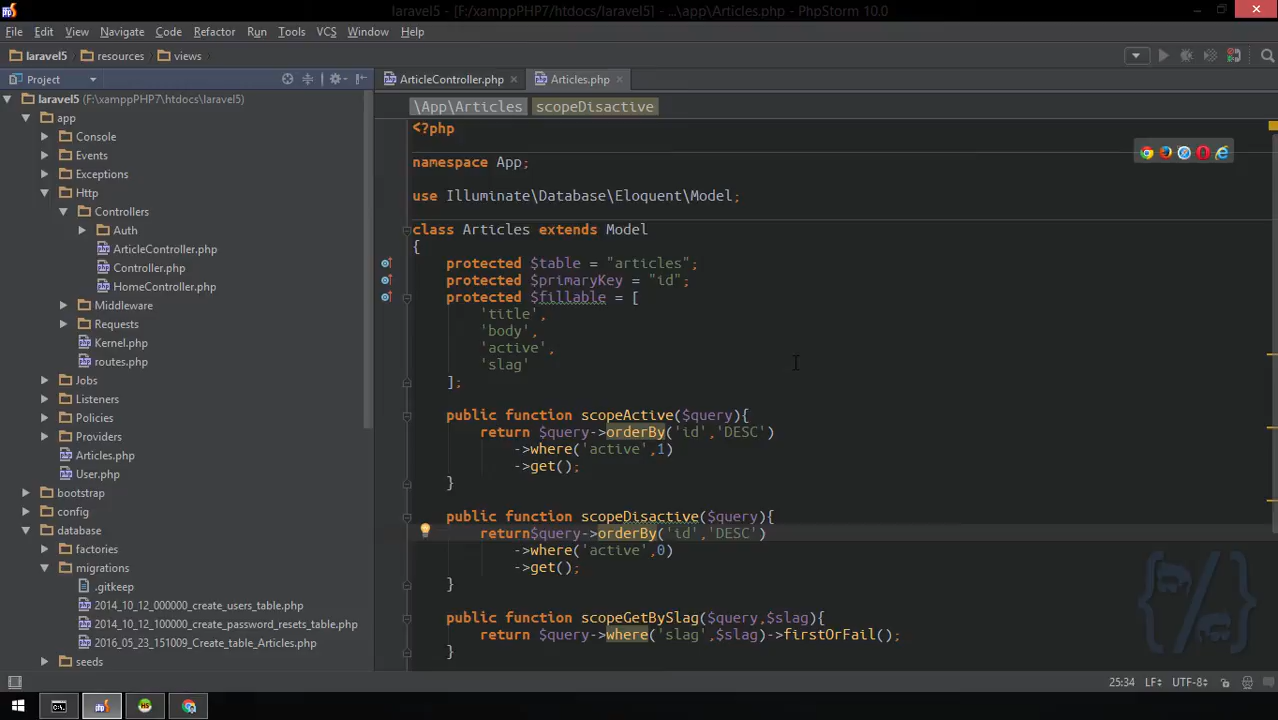 laravel5 - [F:\xamppPHP7\htdocs\laravel5] - ...\app\Articles.php - PhpStorm 10.0
File Edit View Navigate Code Refactor Run Tools VCS Window Help
laravel5 resources views
Project ArticleController.php Articles.php
laravel5 (F:\xamppPHP7\htdocs\laravel5)
app
Console
Events
Exceptions
Http
Controllers
Auth
ArticleController.php
Controller.php
HomeController.php
Middleware
Requests
Kernel.php
routes.php
Jobs
Listeners
Policies
Providers
Articles.php
User.php
bootstrap
config
database
factories
migrations
.gitkeep
2014_10_12_000000_create_users_table.php
2014_10_12_100000_create_password_resets_table.php
2016_05_23_151009_Create_table_Articles.php
seeds
\App\Articles scopeDisactive
<?php
namespace App;
use Illuminate\Database\Eloquent\Model;
class Articles extends Model
{
protected $table = "articles";
protected $primaryKey = "id";
protected $fillable = [
'title',
'body',
'active',
'slag'
];
public function scopeActive($query){
return $query->orderBy('id','DESC')
->where('active',1)
->get();
}
public function scopeDisactive($query){
return$query->orderBy('id','DESC')
->where('active',0)
->get();
}
public function scopeGetBySlag($query,$slag){
return $query->where('slag',$slag)->firstOrFail();
}
{/}
25:34 LF UTF-8
HS